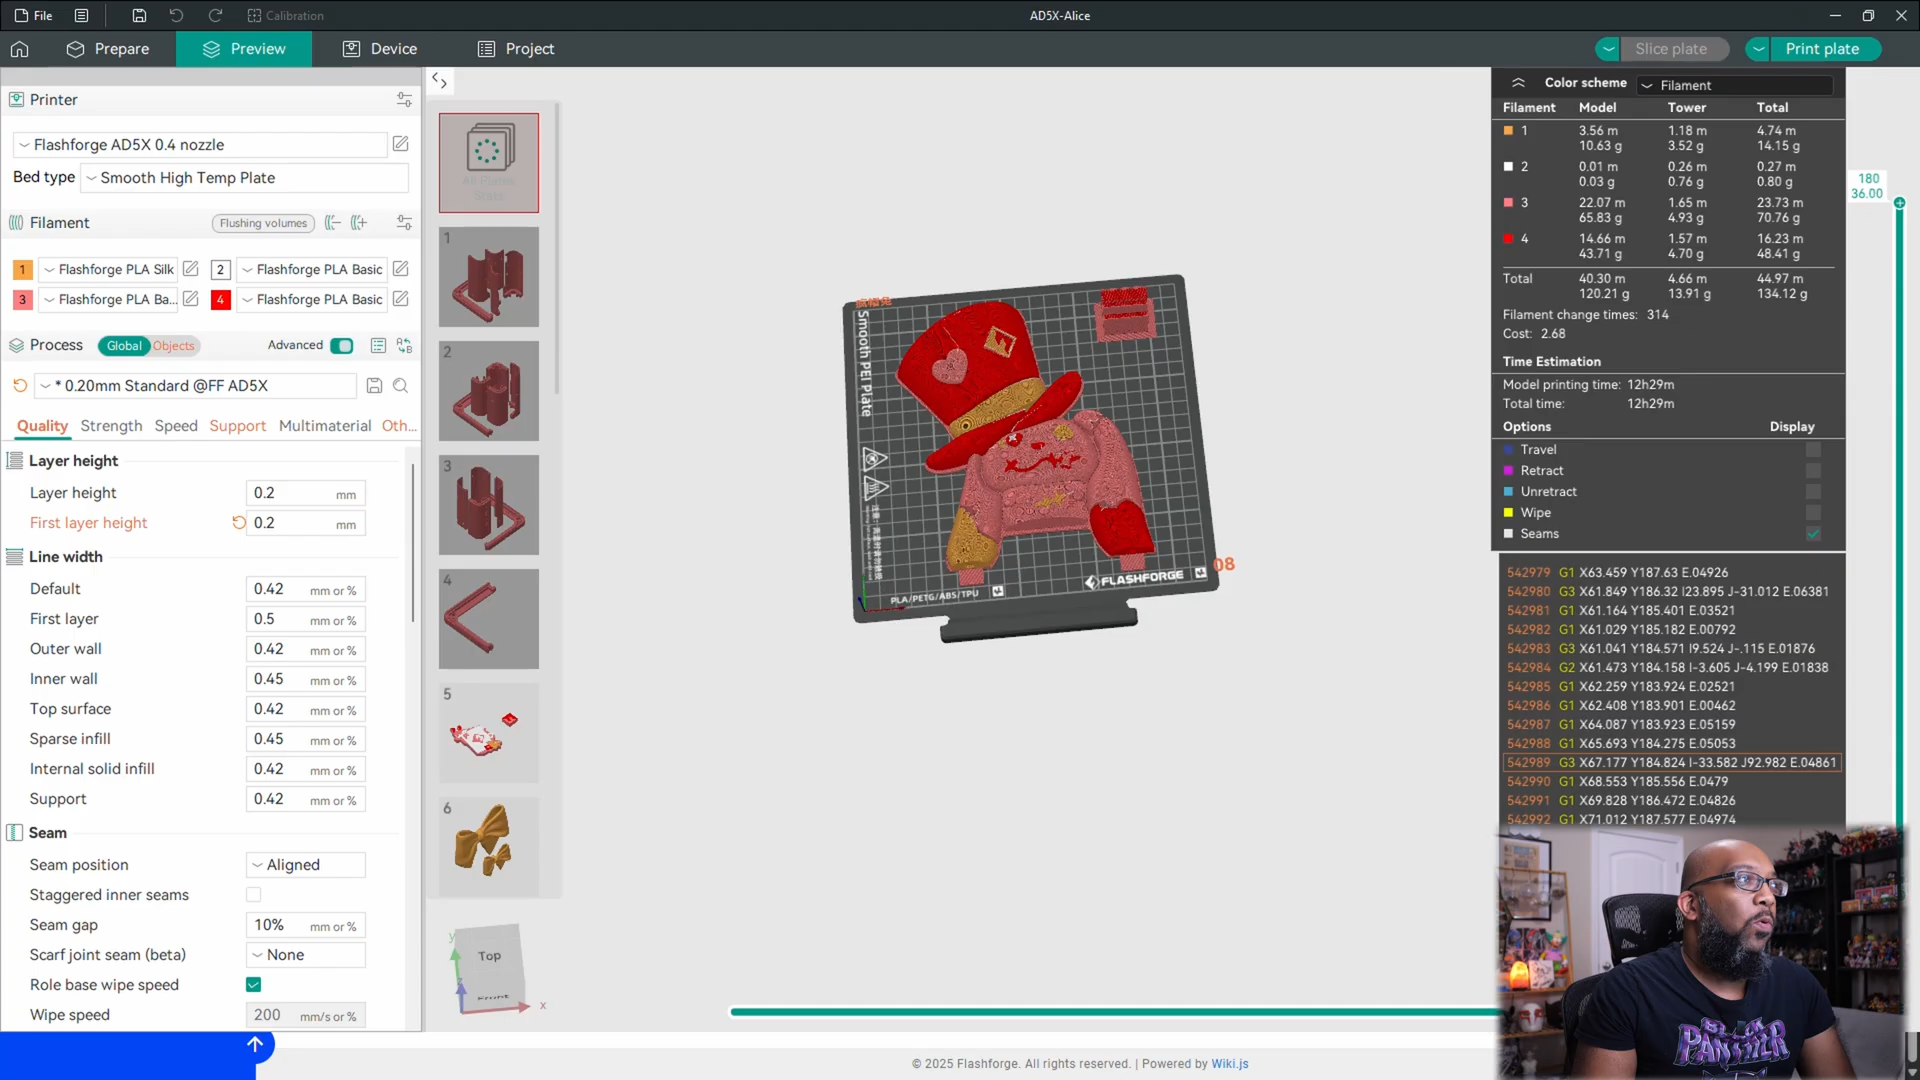 File
Calibration
AD5X-Alice
Prepare
Preview
Device
Project
Slice plate
Print plate
Printer
Flashforge AD5X 0.4 nozzle
Bed type
Smooth High Temp Plate
Filament
Flushing volumes
1 Flashforge PLA Silk
2 Flashforge PLA Basic
3 Flashforge PLA Ba...
4 Flashforge PLA Basic
Process
Global
Objects
Advanced
* 0.20mm Standard @FF AD5X
Quality
Strength
Speed
Support
Multimaterial
Oth...
Layer height
Layer height 0.2 mm
First layer height 0.2 mm
Line width
Default 0.42 mm or %
First layer 0.5 mm or %
Outer wall 0.42 mm or %
Inner wall 0.45 mm or %
Top surface 0.42 mm or %
Sparse infill 0.45 mm or %
Internal solid infill 0.42 mm or %
Support 0.42 mm or %
Seam
Seam position Aligned
Staggered inner seams
Seam gap 10% mm or %
Scarf joint seam (beta) None
Role base wipe speed
Wipe speed 200 mm/s or %
All Plates
Stats
1
2
3
4
5
6
Top
Front
y
x
Smooth PEI Plate
PLA/PETG/ABS/TPU
FLASHFORGE
08
Color scheme Filament
Filament Model Tower Total
1 3.56 m 1.18 m 4.74 m
10.63 g 3.52 g 14.15 g
2 0.01 m 0.26 m 0.27 m
0.03 g 0.76 g 0.80 g
3 22.07 m 1.65 m 23.73 m
65.83 g 4.93 g 70.76 g
4 14.66 m 1.57 m 16.23 m
43.71 g 4.70 g 48.41 g
Total 40.30 m 4.66 m 44.97 m
120.21 g 13.91 g 134.12 g
Filament change times: 314
Cost: 2.68
Time Estimation
Model printing time: 12h29m
Total time: 12h29m
Options Display
Travel
Retract
Unretract
Wipe
Seams
180
36.00
542979 G1 X63.459 Y187.63 E.04926
542980 G3 X61.849 Y186.32 I23.895 J-31.012 E.06381
542981 G1 X61.164 Y185.401 E.03521
542982 G1 X61.029 Y185.182 E.00792
542983 G3 X61.041 Y184.571 I9.524 J-.115 E.01876
542984 G2 X61.473 Y184.158 I-3.605 J-4.199 E.01838
542985 G1 X62.259 Y183.924 E.02521
542986 G1 X62.408 Y183.901 E.00462
542987 G1 X64.087 Y183.923 E.05159
542988 G1 X65.693 Y184.275 E.05053
542989 G3 X67.177 Y184.824 I-33.582 J92.982 E.04861
542990 G1 X68.553 Y185.556 E.0479
542991 G1 X69.828 Y186.472 E.04826
542992 G1 X71.012 Y187.577 E.04974
PANTHER
© 2025 Flashforge. All rights reserved. | Powered by Wiki.js